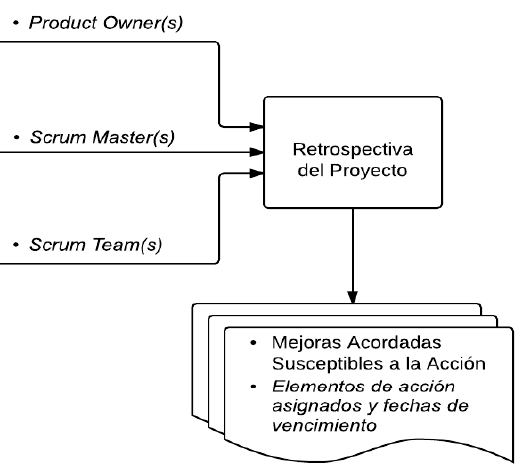 • Product Owner(s)
• Scrum Master(s)
Retrospectiva
del Proyecto
• Scrum Team(s)
• Mejoras Acordadas
Susceptibles a la Acción
• Elementos de acción
asignados y fechas de
vencimiento